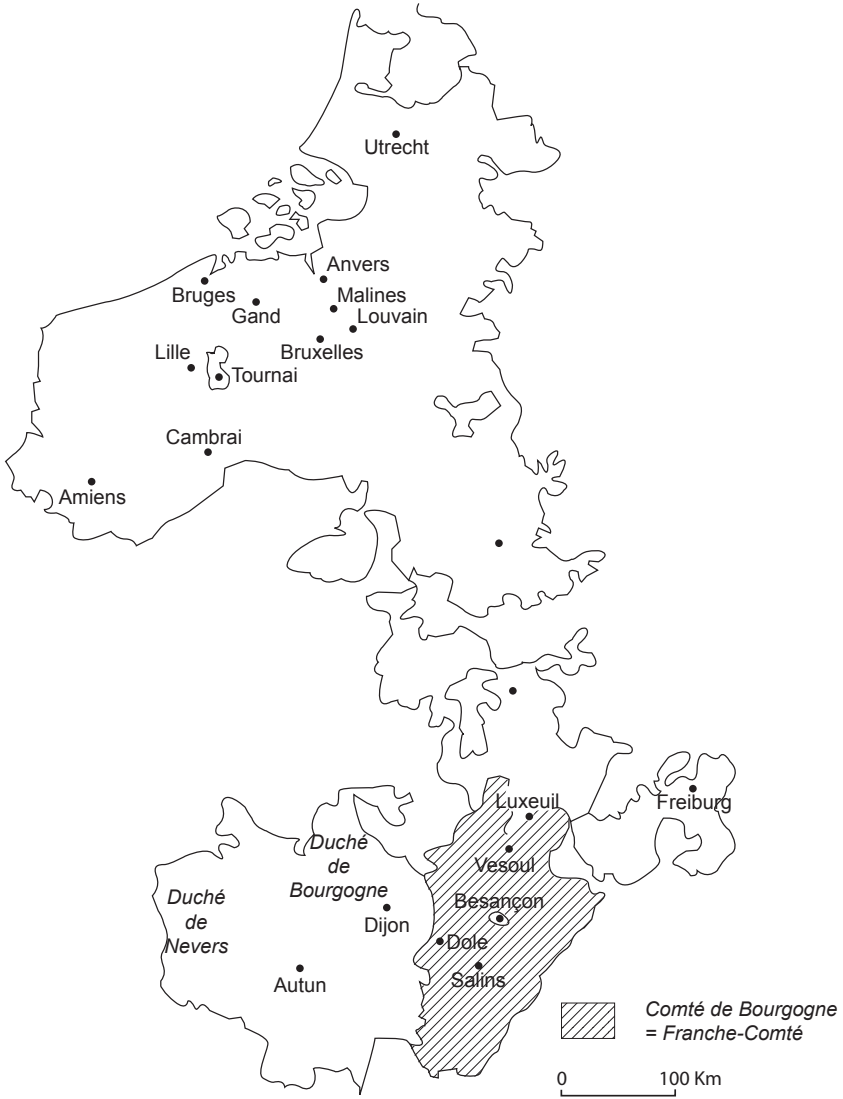 Utrecht
Anvers
Bruges
Malines
Gand
Louvain
Bruxelles
Lille
Tournai
Cambrai
Amiens
Luxeuil
Freiburg
Duché
de
Bourgogne
Vesoul
Duché
de
Nevers
Besançon
Dijon
Dole
Autun
Salins
Comté de Bourgogne
= Franche-Comté
0 100 Km